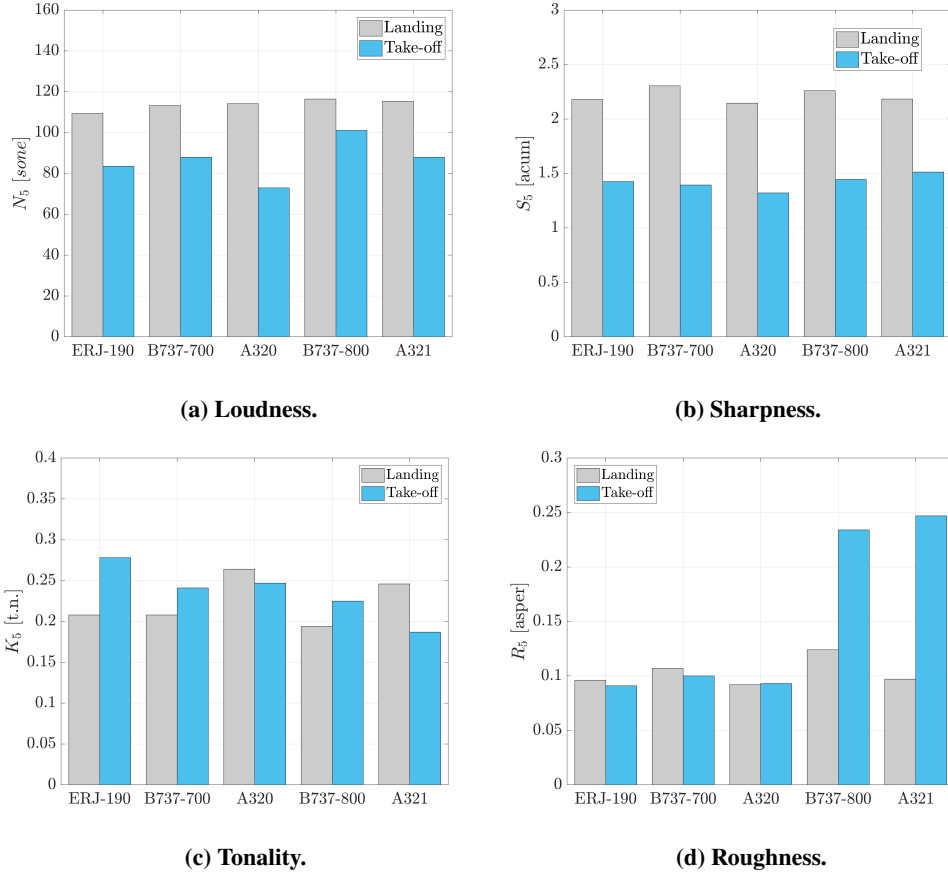 160
140
120
100
80
60
40
20
0
N5 [sone]
Landing
Take-off
ERJ-190 B737-700 A320 B737-800 A321
(a) Loudness.
3
2.5
2
1.5
1
0.5
0
S5 [acum]
Landing
Take-off
ERJ-190 B737-700 A320 B737-800 A321
(b) Sharpness.
0.4
0.35
0.3
0.25
0.2
0.15
0.1
0.05
0
K5 [t.n.]
Landing
Take-off
ERJ-190 B737-700 A320 B737-800 A321
(c) Tonality.
0.3
0.25
0.2
0.15
0.1
0.05
0
R5 [asper]
Landing
Take-off
ERJ-190 B737-700 A320 B737-800 A321
(d) Roughness.